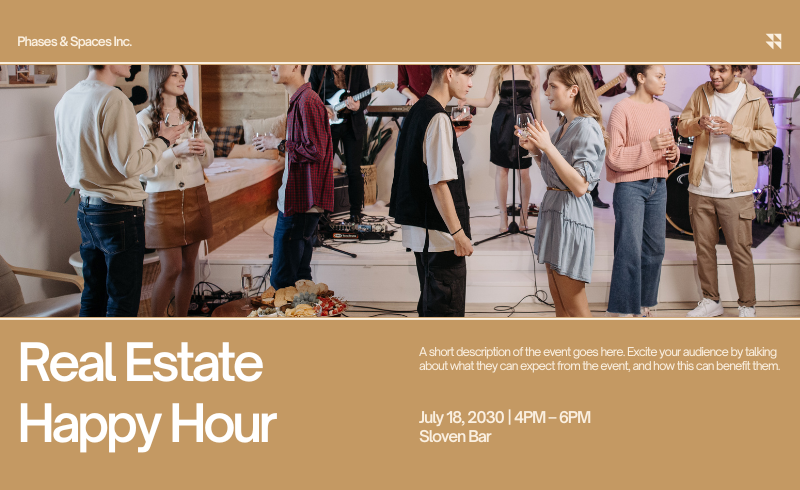 Phases & Spaces Inc.
Real Estate
Happy Hour
A short description of the event goes here. Excite your audience by talking
about what they can expect from the event, and how this can benefit them.
July 18, 2030 | 4PM – 6PM
Sloven Bar